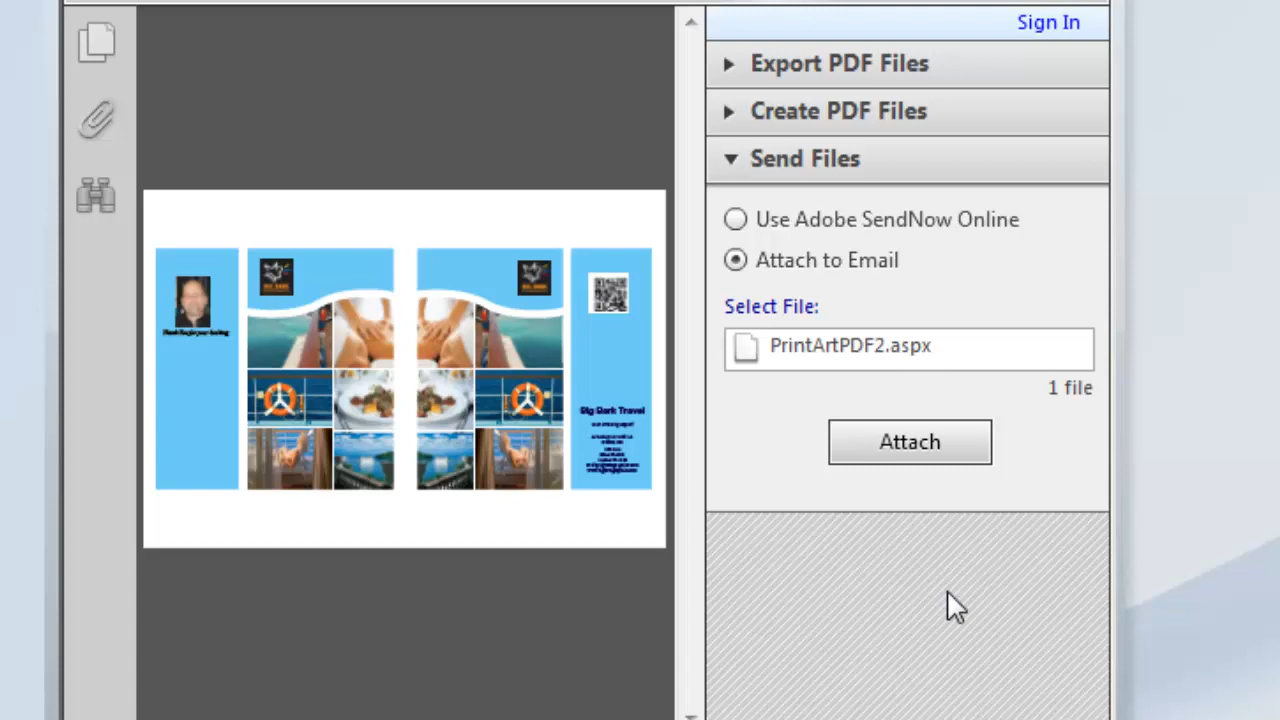 Sign In
Export PDF Files
Create PDF Files
Send Files
Use Adobe SendNow Online
Attach to Email
Select File:
PrintArtPDF2.aspx
1 file
Attach
Big Bark Travel